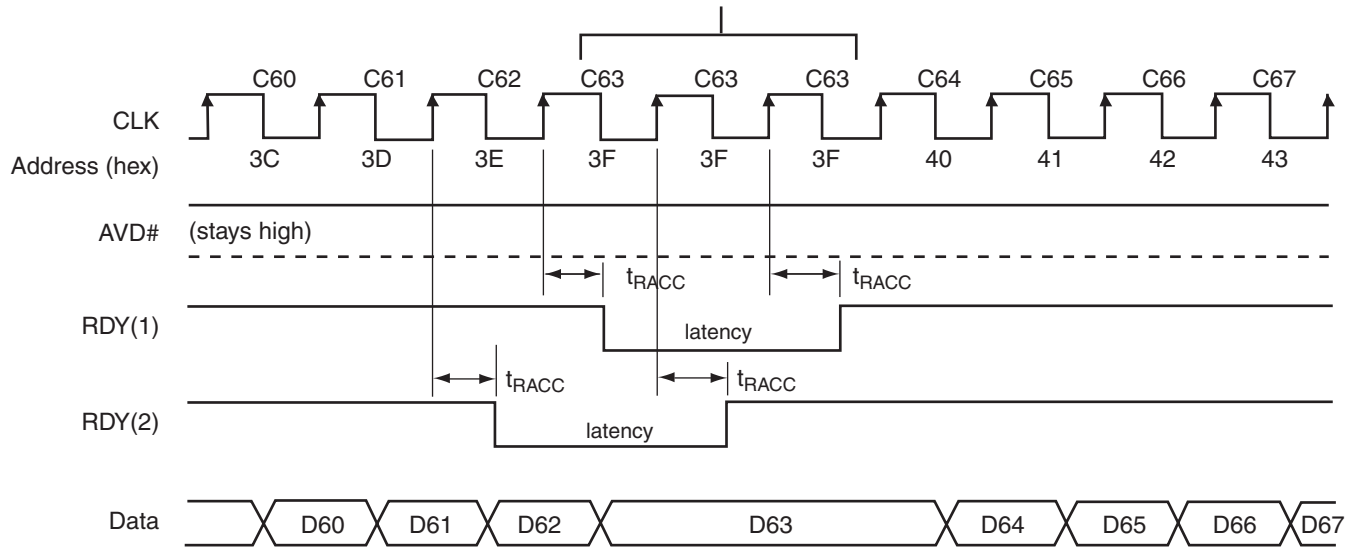 C60 C61 C62 C63 C63 C63 C64 C65 C66 C67
CLK
Address (hex) 3C 3D 3E 3F 3F 3F 40 41 42 43
AVD# (stays high)
tRACC tRACC
RDY(1) latency
tRACC tRACC
RDY(2) latency
Data D60 D61 D62 D63 D64 D65 D66 D67